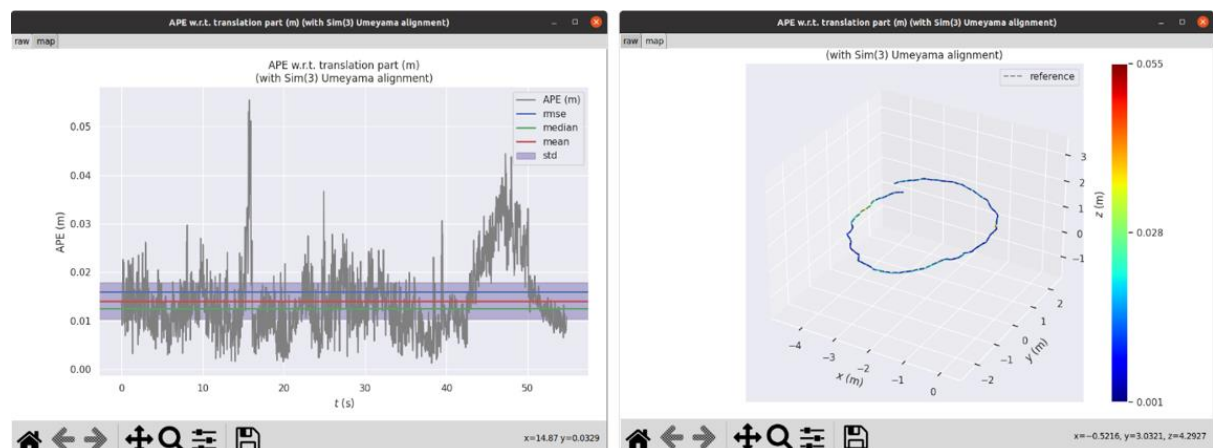 APE w.r.t. translation part (m) (with Sim(3) Umeyama alignment)
raw map
APE w.r.t. translation part (m)
(with Sim(3) Umeyama alignment)
APE (m)
rmse
median
mean
std
0.05
0.04
0.03
0.02
0.01
0.00
APE (m)
0 10 20 30 40 50
t (s)
x=14.87 y=0.0329
APE w.r.t. translation part (m) (with Sim(3) Umeyama alignment)
raw map
(with Sim(3) Umeyama alignment)
reference
0.055
0.028
0.001
3
2
1
0
−1
z (m)
2
1
0
−1
−2
y (m)
−4
−3
−2
−1
0
x (m)
x=−0.5216, y=3.0321, z=4.2927